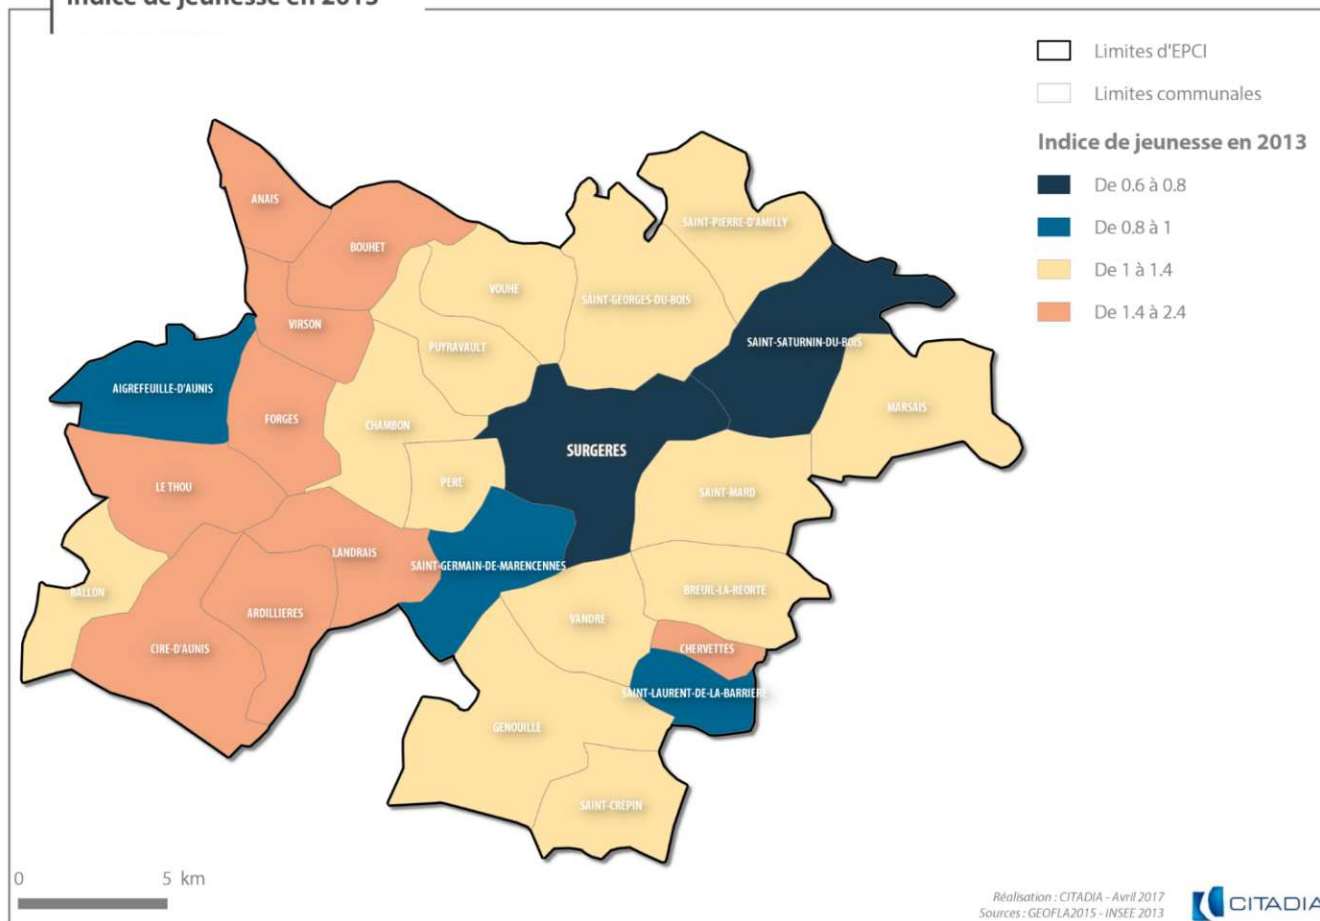 Indice de jeunesse en 2013
Limites d'EPCI
Limites communales
Indice de jeunesse en 2013
De 0.6 à 0.8
De 0.8 à 1
De 1 à 1.4
De 1.4 à 2.4
ANAIS
BOUHET
SAINT-PIERRE-D'AMILLY
VOUHE
SAINT-GEORGES-DU-BOIS
VIRSON
PUYRAVAULT
SAINT-SATURNIN-DU-BOIS
AIGREFEUILLE-D'AUNIS
FORGES
CHAMBON
MARSAIS
SURGERES
LE THOU
PERE
SAINT-MARD
LANDRAIS
SAINT-GERMAIN-DE-MARENCENNES
BALLON
ARDILLIERES
VANDRE
BREUIL-LA-REORTE
CIRE-D'AUNIS
CHERVETTES
SAINT-LAURENT-DE-LA-BARRIERE
GENOUILLE
SAINT-CREPIN
0 5 km
Réalisation : CITADIA - Avril 2017
Sources : GEOFLA2015 - INSEE 2013
CITADIA